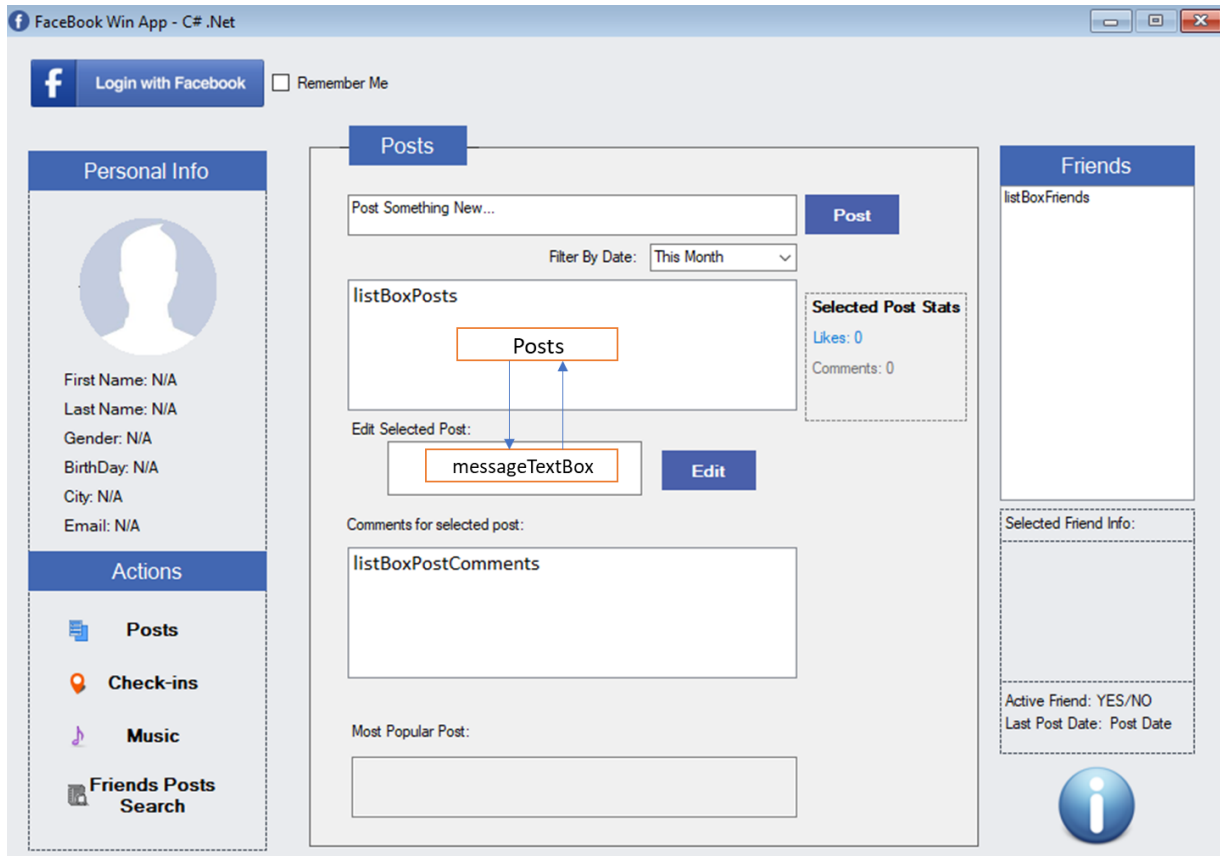 FaceBook Win App - C# .Net
Login with Facebook
Remember Me
Personal Info
First Name: N/A
Last Name: N/A
Gender: N/A
BirthDay: N/A
City: N/A
Email: N/A
Actions
Posts
Check-ins
Music
Friends Posts
Search
Posts
Post Something New...
Post
Filter By Date:
This Month
listBoxPosts
Posts
Selected Post Stats
Likes: 0
Comments: 0
Edit Selected Post:
messageTextBox
Edit
Comments for selected post:
listBoxPostComments
Most Popular Post:
Friends
listBoxFriends
Selected Friend Info:
Active Friend: YES/NO
Last Post Date: Post Date